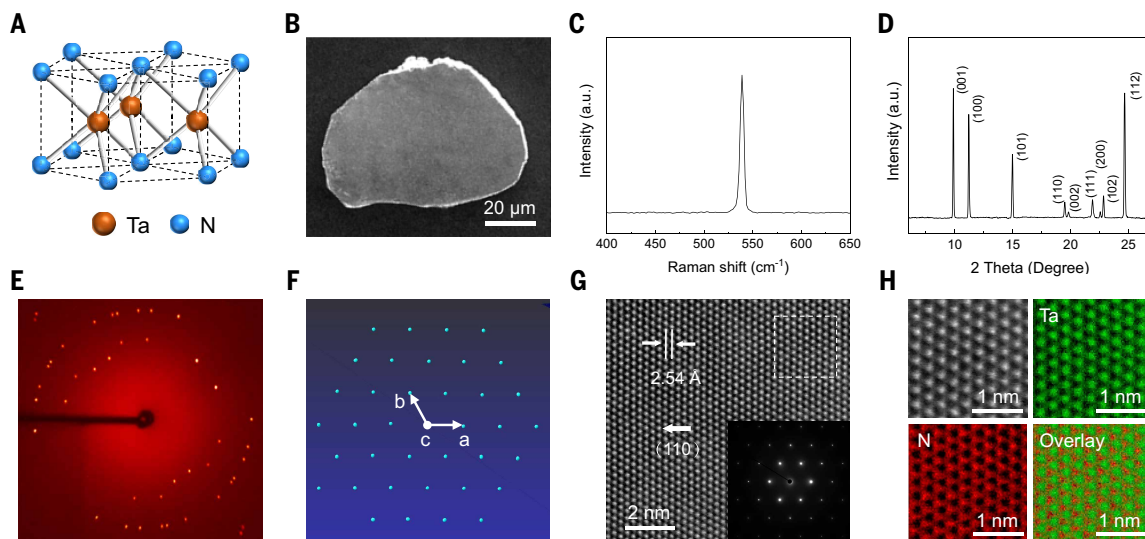 A
Ta
N
B
20 μm
C
Intensity (a.u.)
400
450
500
550
600
650
Raman shift (cm-1)
D
Intensity (a.u.)
(001)
(100)
(101)
(110)
(002)
(111)
(200)
(102)
(112)
10
15
20
25
2 Theta (Degree)
E
F
b
c
a
G
2.54 Å
(110)
2 nm
H
1 nm
Ta
1 nm
N
1 nm
Overlay
1 nm